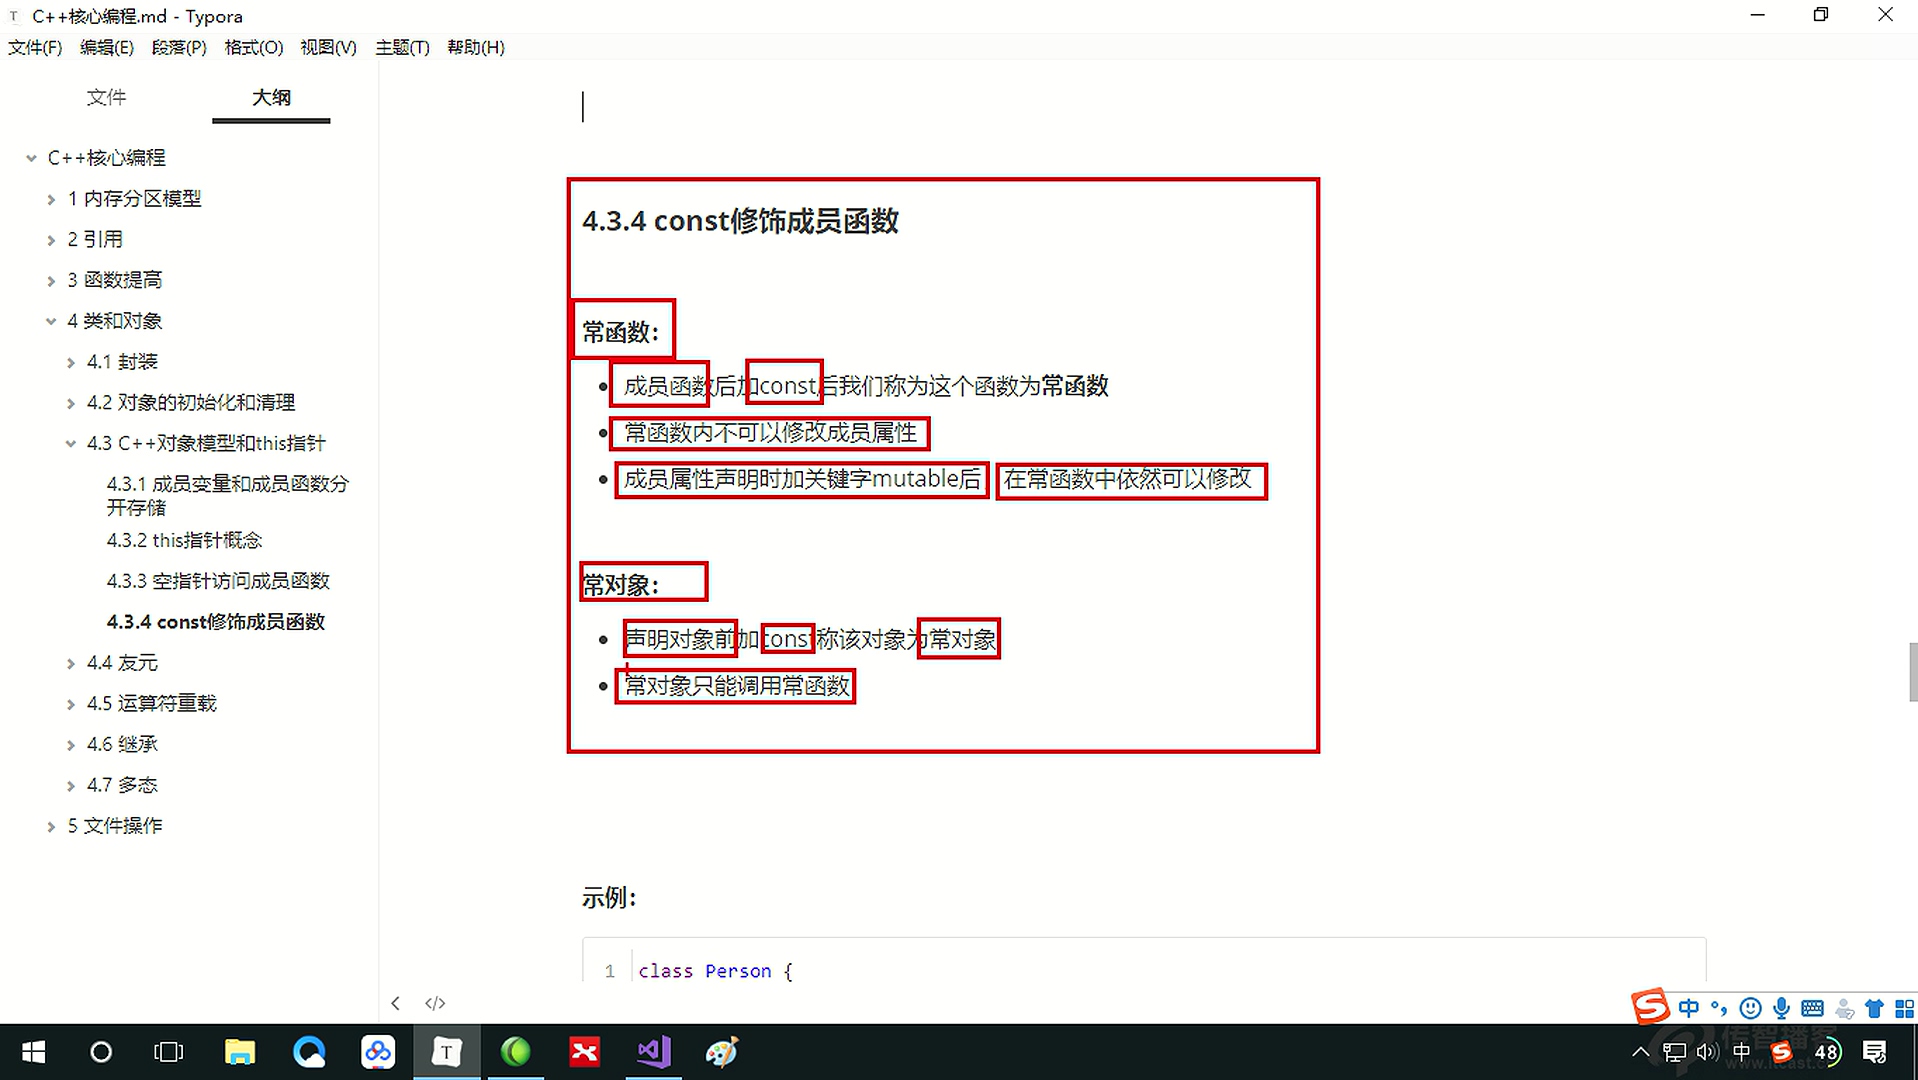 C++核心编程.md - Typora
文件(F) 编辑(E) 段落(P) 格式(O) 视图(V) 主题(T) 帮助(H)
文件 大纲
C++核心编程
1 内存分区模型
2 引用
3 函数提高
4 类和对象
4.1 封装
4.2 对象的初始化和清理
4.3 C++对象模型和this指针
4.3.1 成员变量和成员函数分
开存储
4.3.2 this指针概念
4.3.3 空指针访问成员函数
4.3.4 const修饰成员函数
4.4 友元
4.5 运算符重载
4.6 继承
4.7 多态
5 文件操作
4.3.4 const修饰成员函数
常函数：
成员函数后加const后我们称为这个函数为常函数
常函数内不可以修改成员属性
成员属性声明时加关键字mutable后 在常函数中依然可以修改
常对象：
声明对象前加const称该对象为常对象
常对象只能调用常函数
示例：
1 class Person {
中
T
中
48
传智播客